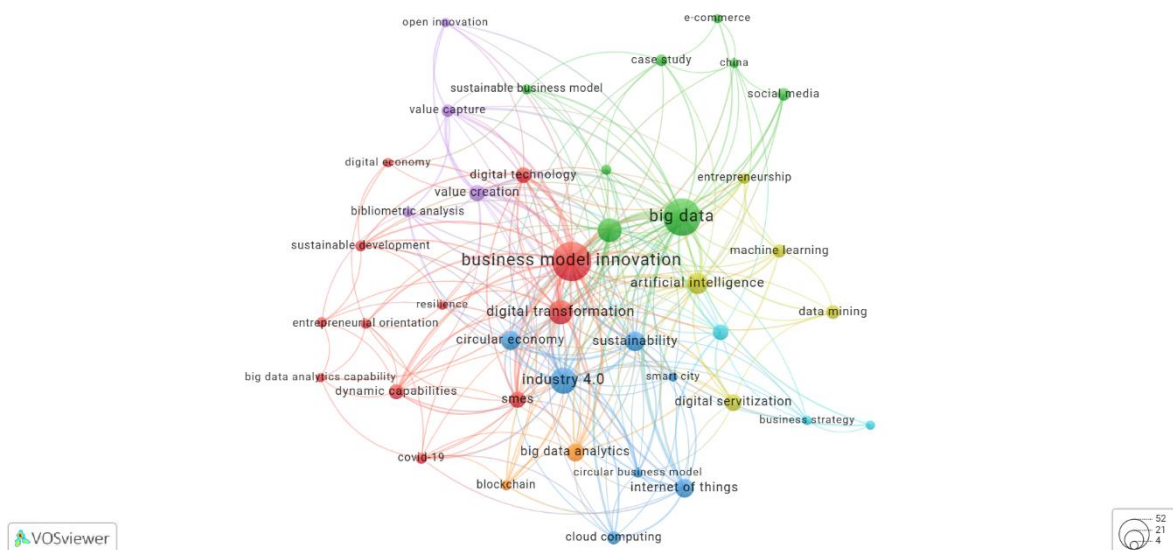 e-commerce
open innovation
case study
china
sustainable business model
social media
value capture
digital economy
digital technology
entrepreneurship
value creation
bibliometric analysis
big data
sustainable development
machine learning
business model innovation
artificial intelligence
resilience
digital transformation
data mining
entrepreneurial orientation
circular economy
sustainability
big data analytics capability
industry 4.0
smart city
dynamic capabilities
smes
digital servitization
business strategy
big data analytics
covid-19
circular business model
blockchain
internet of things
cloud computing
VOSviewer
52
21
4